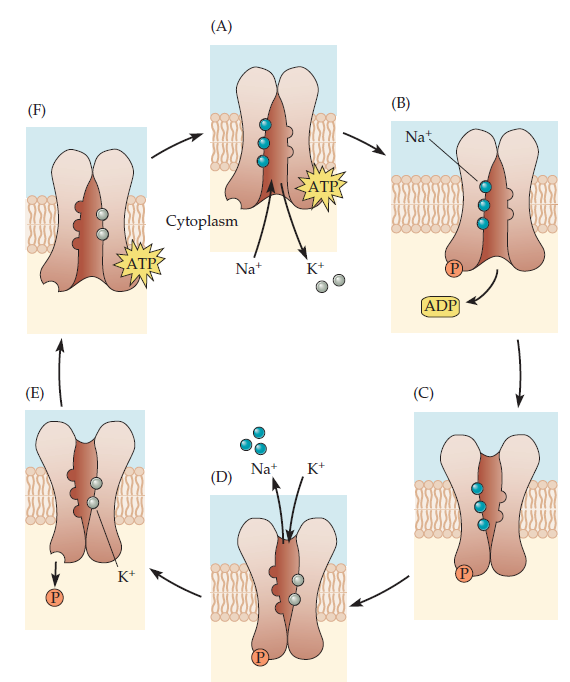 (A)
ATP
Cytoplasm
Na⁺
K⁺
(B)
Na⁺
P
ADP
(C)
P
(D)
Na⁺
K⁺
P
(E)
K⁺
P
(F)
ATP